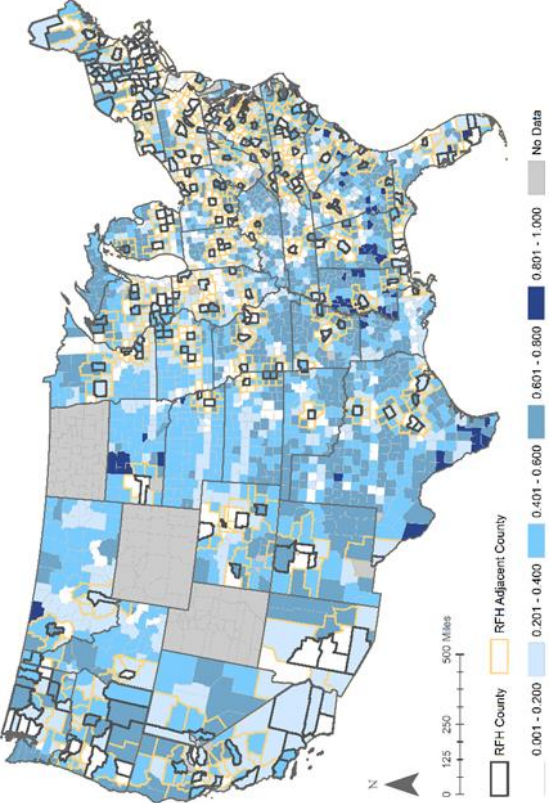 N
0 125 250 500 Miles
RFH County
RFH Adjacent County
0.001 - 0.200
0.201 - 0.400
0.401 - 0.600
0.601 - 0.800
0.801 - 1.000
No Data